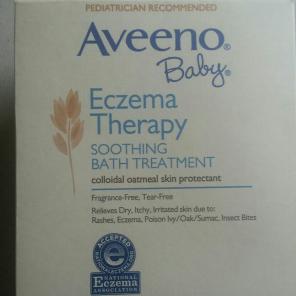 PEDIATRICIAN RECOMMENDED
Aveeno®
Baby®
Eczema
Therapy
SOOTHING
BATH TREATMENT
colloidal oatmeal skin protectant
Fragrance-Free, Tear-Free
Relieves Dry, Itchy, Irritated skin due to:
Rashes, Eczema, Poison Ivy/Oak/Sumac, Insect Bites
ACCEPTED
e
NATIONAL
Eczema
ASSOCIATION